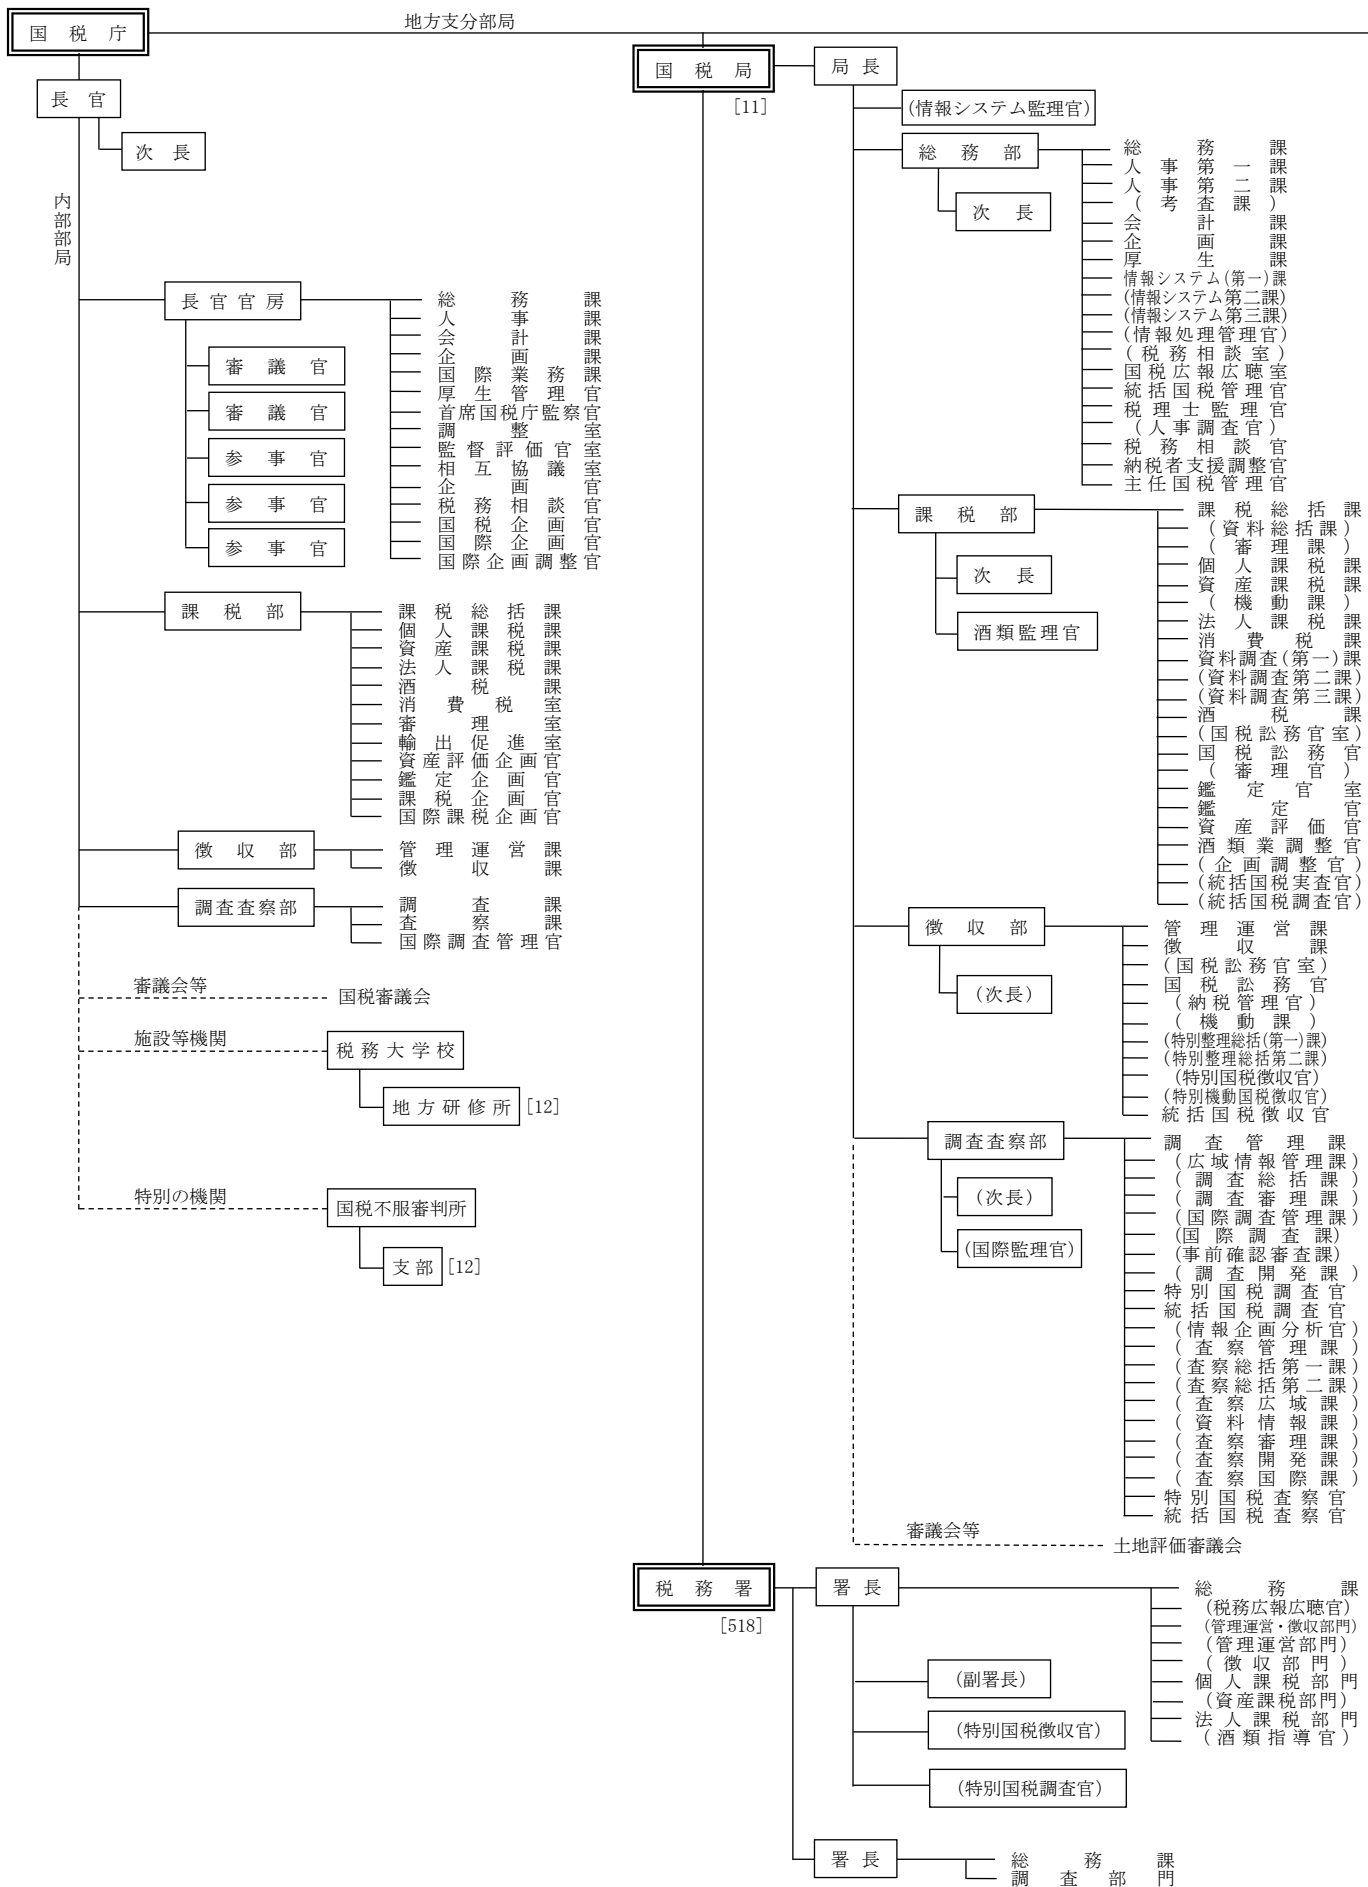 国税庁
地方支分部局
長官
次長
内部部局
長官官房
審議官
審議官
参事官
参事官
参事官
総務課
人事課
会計課
企画課
国際業務課
厚生管理官
首席国税庁監察官
調整室
監督評価官室
相互協議室
企画官
税務相談官
国税企画官
国際企画官
国際企画調整官
課税部
課税総括課
個人課税課
資産課税課
法人課税課
酒税課
消費税室
審理室
輸出促進室
資産評価企画官
鑑定企画官
課税企画官
国際課税企画官
徴収部
管理運営課
徴収課
調査査察部
調査課
査察課
国際調査管理官
審議会等
国税審議会
施設等機関
税務大学校
地方研修所 [12]
特別の機関
国税不服審判所
支部 [12]
国税局
[11]
局長
(情報システム監理官)
総務部
次長
総務課
人事第一課
人事第二課
(考査課)
会計課
企画課
厚生課
情報システム(第一)課
(情報システム第二課)
(情報システム第三課)
(情報処理管理官)
(税務相談室)
国税広報広聴室
統括国税管理官
税理士監理官
(人事調査官)
税務相談官
納税者支援調整官
主任国税管理官
課税部
次長
酒類監理官
課税総括課
(資料総括課)
(審理課)
個人課税課
資産課税課
(機動課)
法人課税課
消費税課
資料調査(第一)課
(資料調査第二課)
(資料調査第三課)
酒税課
(国税訟務官室)
国税訟務官
(審理官)
鑑定官室
鑑定官
資産評価官
酒類業調整官
(企画調整官)
(統括国税実査官)
(統括国税調査官)
徴収部
(次長)
管理運営課
徴収課
(国税訟務官室)
国税訟務官
(納税管理官)
(機動課)
(特別整理総括(第一)課)
(特別整理総括第二課)
(特別国税徴収官)
(特別機動国税徴収官)
統括国税徴収官
調査査察部
(次長)
(国際監理官)
調査管理課
(広域情報管理課)
(調査総括課)
(調査審理課)
(国際調査管理課)
(国際調査課)
(事前確認審査課)
(調査開発課)
特別国税調査官
統括国税調査官
(情報企画分析官)
(査察管理課)
(査察総括第一課)
(査察総括第二課)
(査察広域課)
(資料情報課)
(査察審理課)
(査察開発課)
(査察国際課)
特別国税査察官
統括国税査察官
審議会等
土地評価審議会
税務署
[518]
署長
(副署長)
(特別国税徴収官)
(特別国税調査官)
総務課
(税務広報広聴官)
(管理運営・徴収部門)
(管理運営部門)
(徴収部門)
個人課税部門
(資産課税部門)
法人課税部門
(酒類指導官)
署長
総務課
調査部門